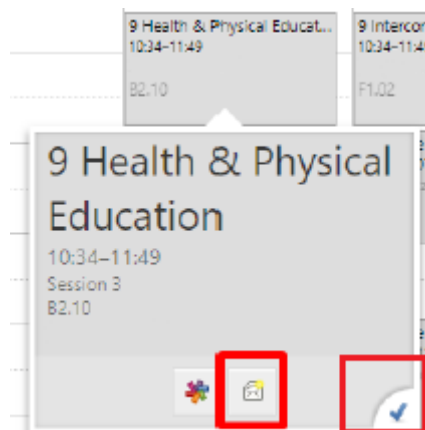 9 Health & Physical Educat...
10:34–11:49
B2.10
9 Intercon
10:34–11:4
F1.02
9 Health & Physical
Education
10:34–11:49
Session 3
B2.10